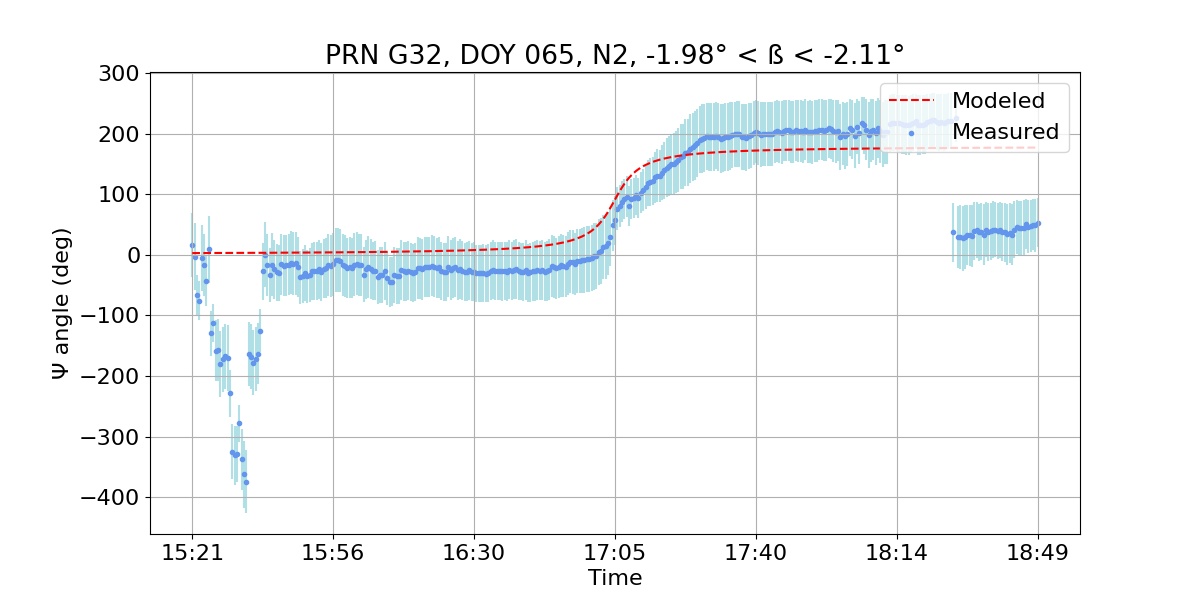 PRN G32, DOY 065, N2, -1.98° < ß < -2.11°
300
200
100
0
−100
−200
−300
−400
Ψ angle (deg)
Modeled
Measured
15:21 15:56 16:30 17:05 17:40 18:14 18:49
Time